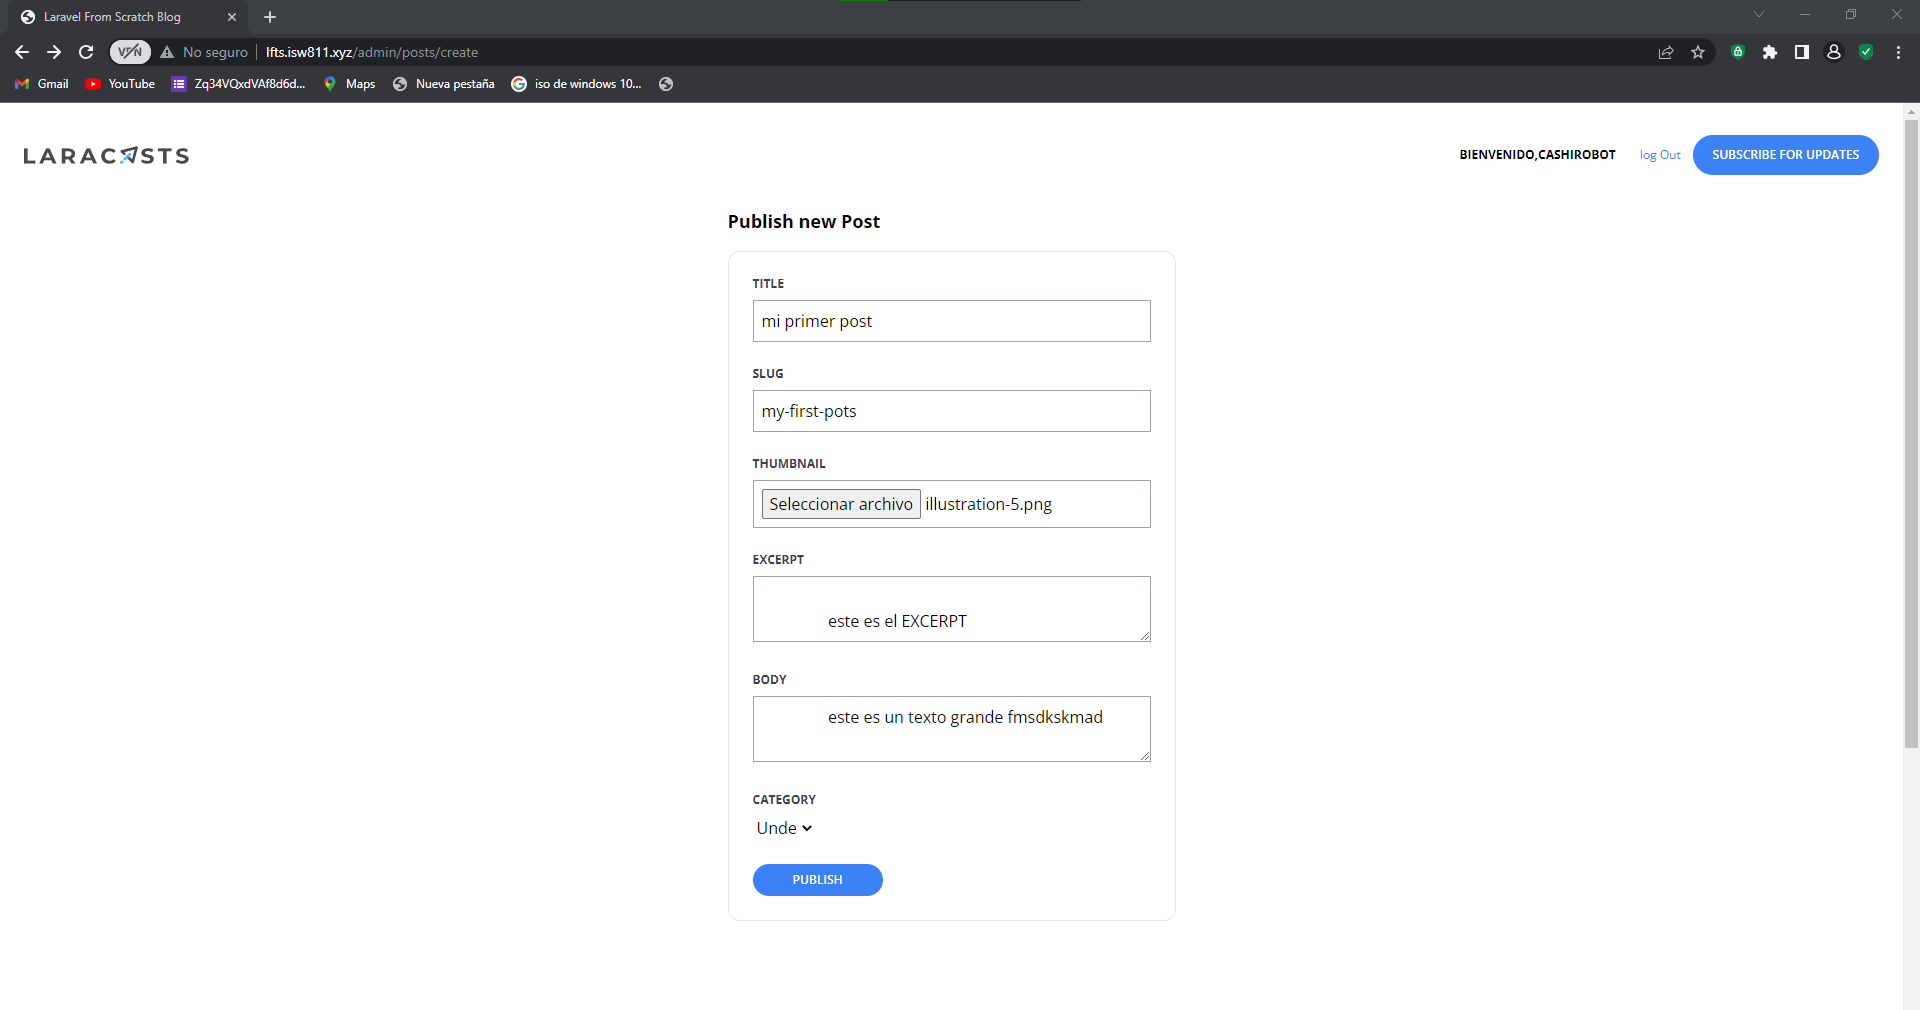 Laravel From Scratch Blog
VPN No seguro lfts.isw811.xyz/admin/posts/create
Gmail YouTube Zq34VQxdVAf8d6d... Maps Nueva pestaña iso de windows 10...
LARACASTS BIENVENIDO,CASHIROBOT log Out SUBSCRIBE FOR UPDATES
Publish new Post
TITLE
mi primer post
SLUG
my-first-pots
THUMBNAIL
Seleccionar archivo illustration-5.png
EXCERPT
este es el EXCERPT
BODY
este es un texto grande fmsdkskmad
CATEGORY
Unde
PUBLISH